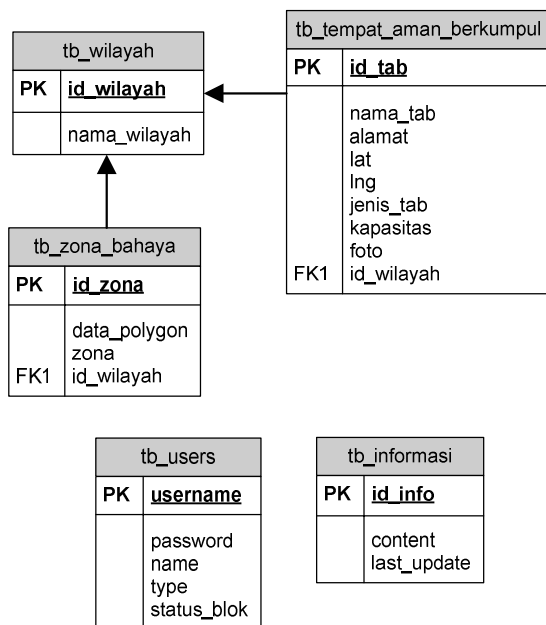 tb_wilayah
PK id_wilayah
nama_wilayah
tb_tempat_aman_berkumpul
PK id_tab
nama_tab
alamat
lat
lng
jenis_tab
kapasitas
foto
FK1 id_wilayah
tb_zona_bahaya
PK id_zona
data_polygon
zona
FK1 id_wilayah
tb_users
PK username
password
name
type
status_blok
tb_informasi
PK id_info
content
last_update